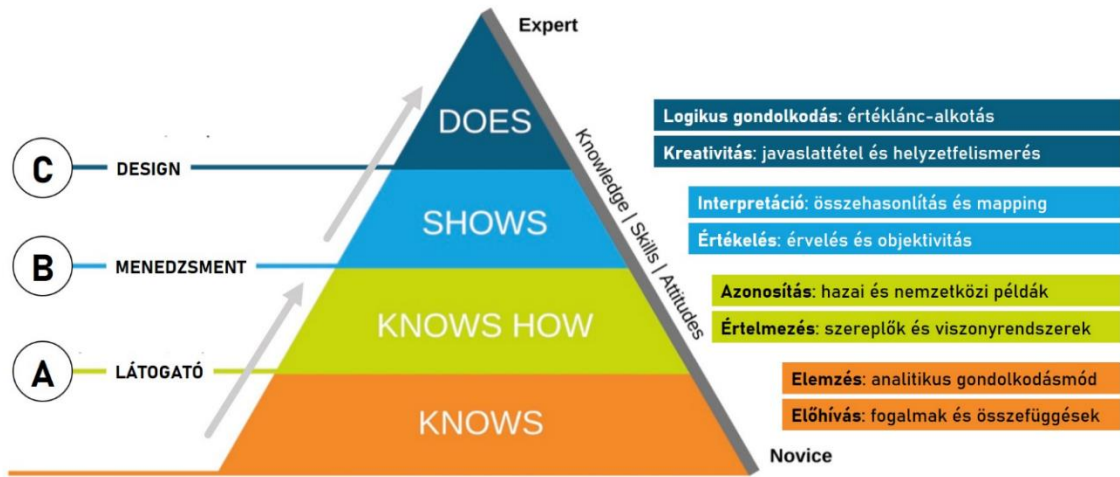 Expert
DOES
Logikus gondolkodás: értéklánc-alkotás
Kreativitás: javaslattétel és helyzetfelismerés
C DESIGN
Knowledge | Skills | Attitudes
SHOWS
Interpretáció: összehasonlítás és mapping
Értékelés: érvelés és objektivitás
B MENEDZSMENT
KNOWS HOW
Azonosítás: hazai és nemzetközi példák
Értelmezés: szereplők és viszonyrendszerek
A LÁTOGATÓ
KNOWS
Elemzés: analitikus gondolkodásmód
Előhívás: fogalmak és összefüggések
Novice